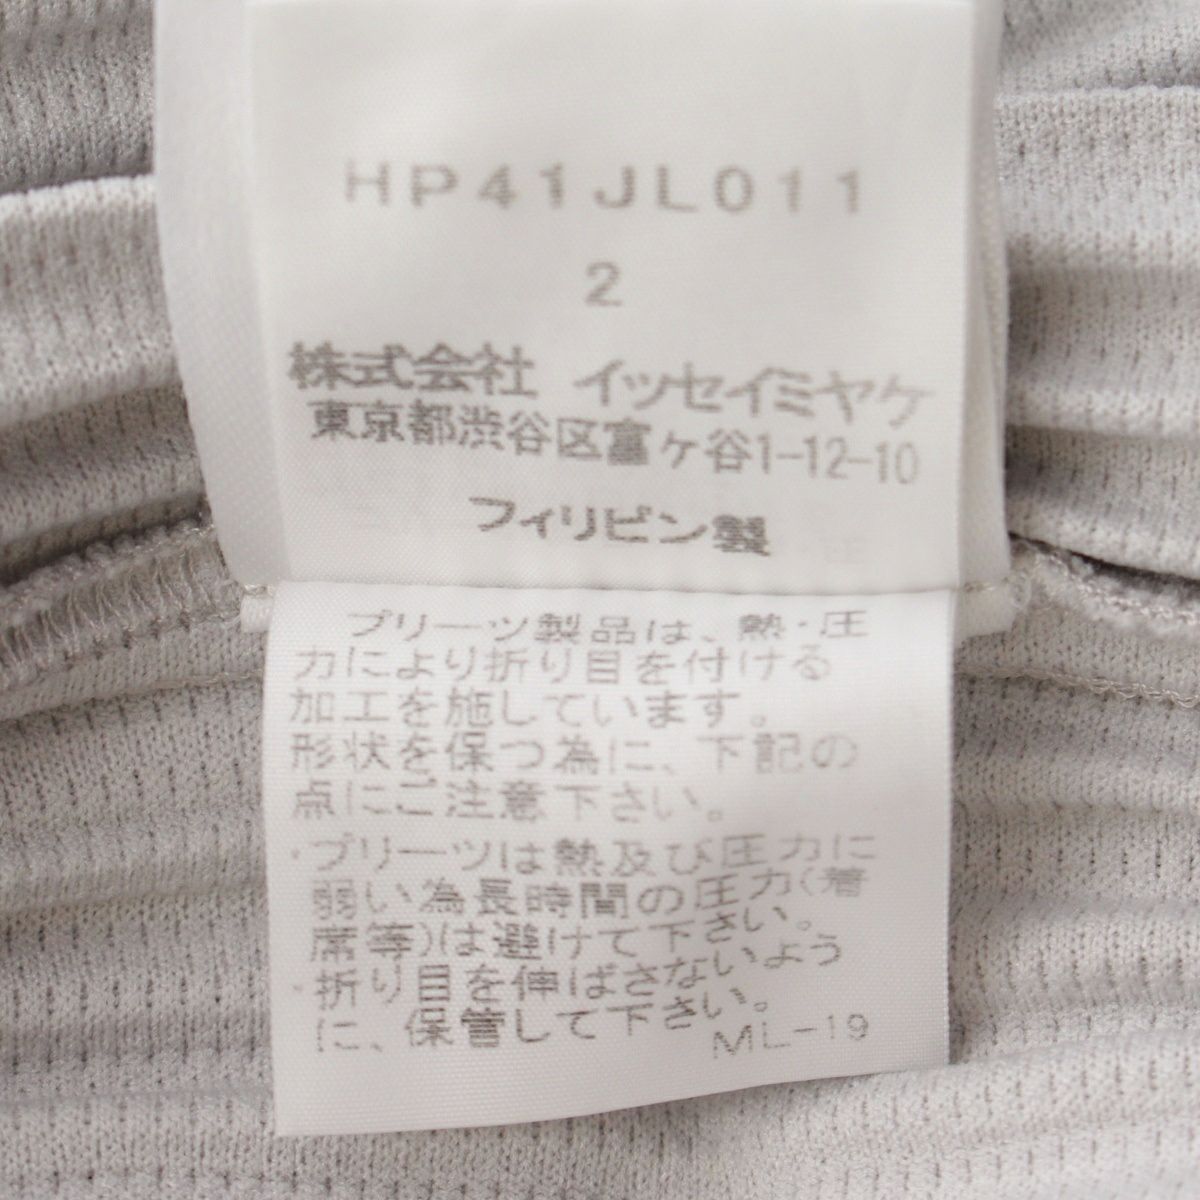 HP41JL011
2
株式会社 イッセイミヤケ
東京都渋谷区富ヶ谷1-12-10
フィリピン製
プリーツ製品は、熱・圧
力により折り目を付ける
加工を施しています。
形状を保つ為に、下記の
点にご注意下さい。
・プリーツは熱及び圧力に
弱い為長時間の圧力(着
席等)は避けて下さい。
・折り目を伸ばさないよう
に、保管して下さい。
ML-19